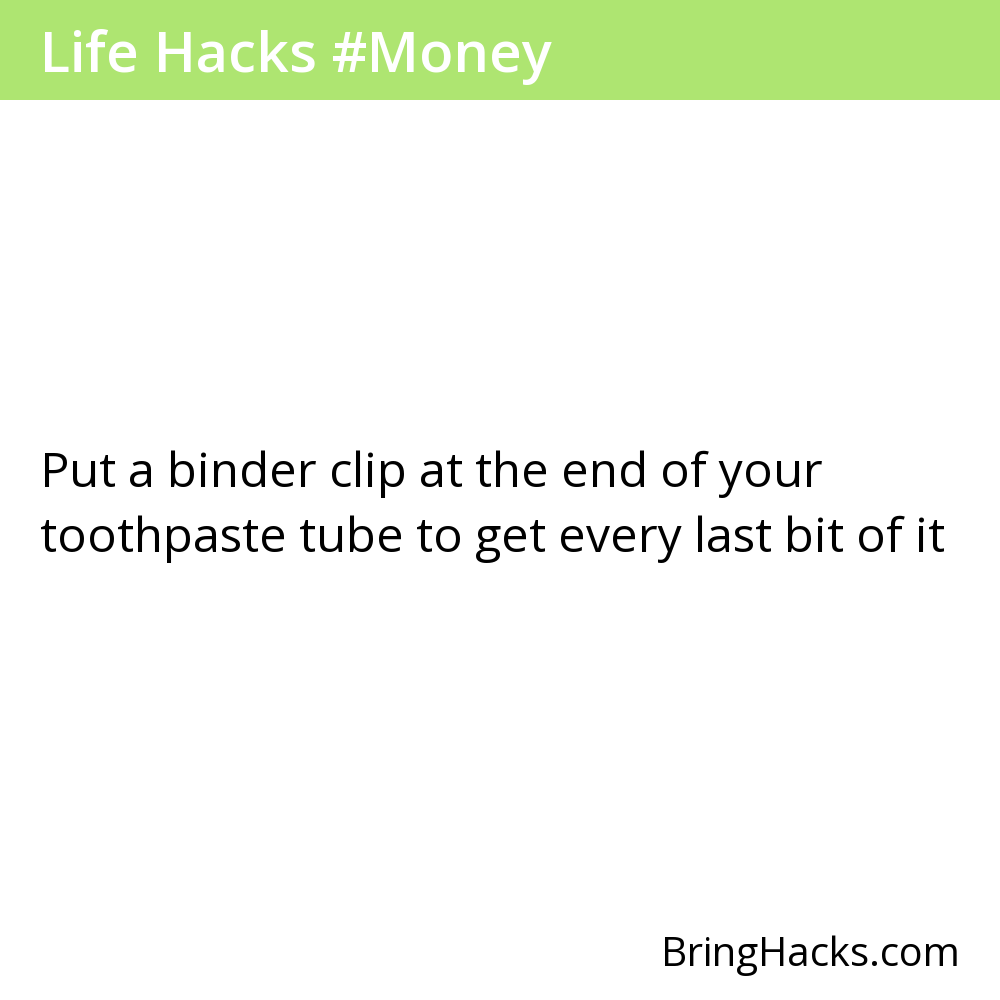 Life Hacks #Money
Put a binder clip at the end of your
toothpaste tube to get every last bit of it
BringHacks.com